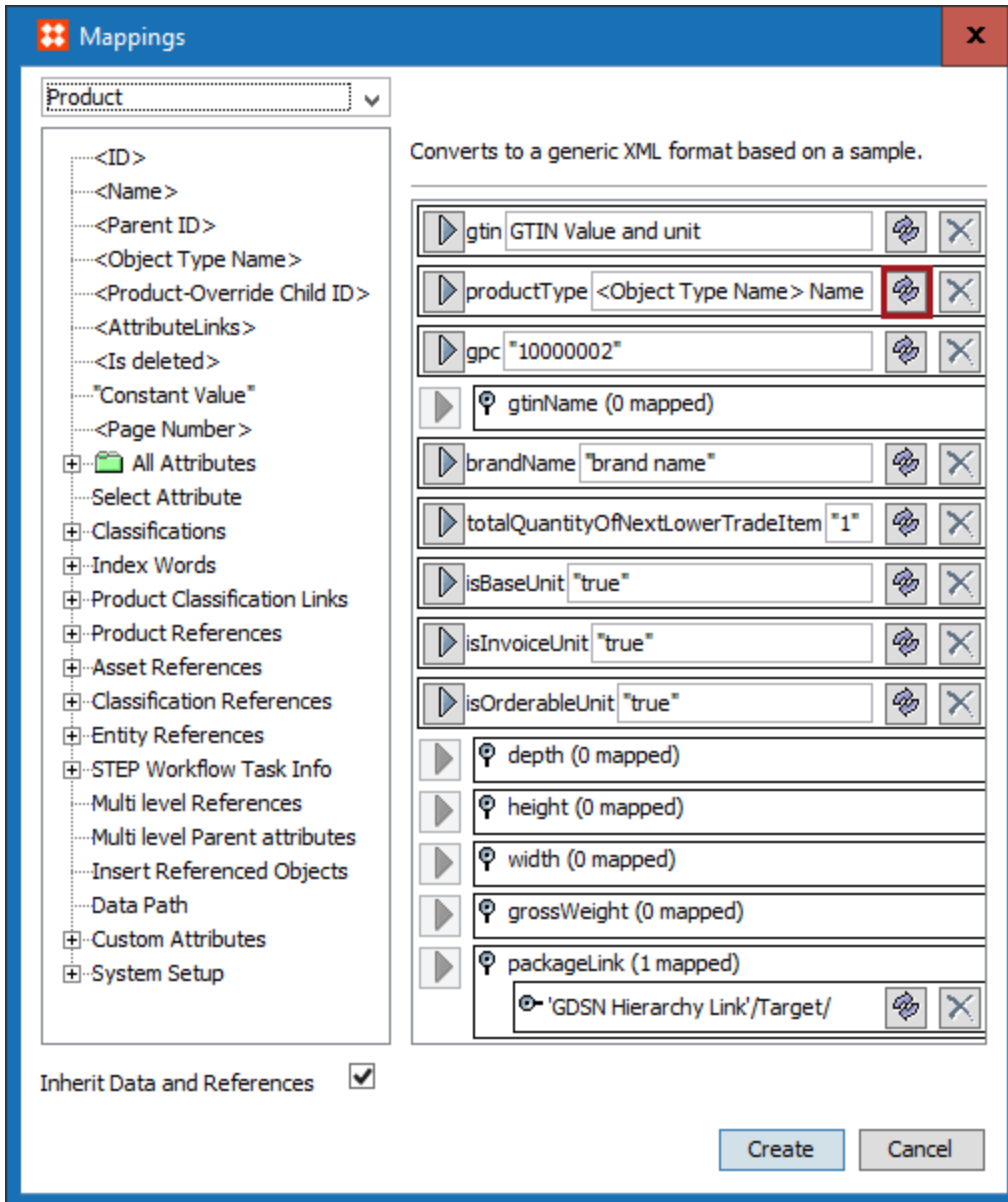 Mappings
x
Product
<ID>
<Name>
<Parent ID>
<Object Type Name>
<Product-Override Child ID>
<AttributeLinks>
<Is deleted>
"Constant Value"
<Page Number>
All Attributes
Select Attribute
Classifications
Index Words
Product Classification Links
Product References
Asset References
Classification References
Entity References
STEP Workflow Task Info
Multi level References
Multi level Parent attributes
Insert Referenced Objects
Data Path
Custom Attributes
System Setup
Inherit Data and References
Converts to a generic XML format based on a sample.
gtin GTIN Value and unit
productType <Object Type Name> Name
gpc "10000002"
gtinName (0 mapped)
brandName "brand name"
totalQuantityOfNextLowerTradeItem "1"
isBaseUnit "true"
isInvoiceUnit "true"
isOrderableUnit "true"
depth (0 mapped)
height (0 mapped)
width (0 mapped)
grossWeight (0 mapped)
packageLink (1 mapped)
'GDSN Hierarchy Link'/Target/
Create Cancel